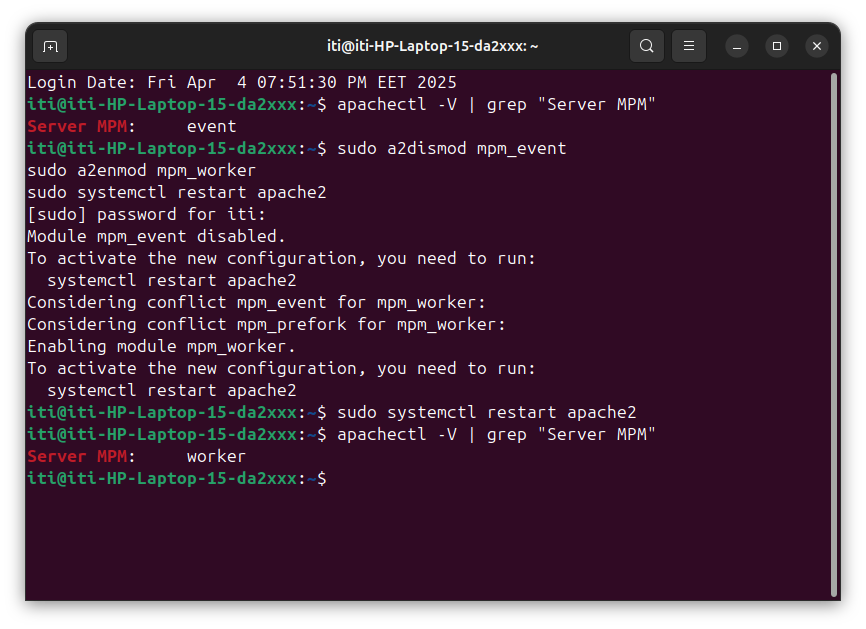 iti@iti-HP-Laptop-15-da2xxx: ~
Login Date: Fri Apr  4 07:51:30 PM EET 2025
iti@iti-HP-Laptop-15-da2xxx:~$ apachectl -V | grep "Server MPM"
Server MPM:     event
iti@iti-HP-Laptop-15-da2xxx:~$ sudo a2dismod mpm_event
sudo a2enmod mpm_worker
sudo systemctl restart apache2
[sudo] password for iti:
Module mpm_event disabled.
To activate the new configuration, you need to run:
  systemctl restart apache2
Considering conflict mpm_event for mpm_worker:
Considering conflict mpm_prefork for mpm_worker:
Enabling module mpm_worker.
To activate the new configuration, you need to run:
  systemctl restart apache2
iti@iti-HP-Laptop-15-da2xxx:~$ sudo systemctl restart apache2
iti@iti-HP-Laptop-15-da2xxx:~$ apachectl -V | grep "Server MPM"
Server MPM:     worker
iti@iti-HP-Laptop-15-da2xxx:~$